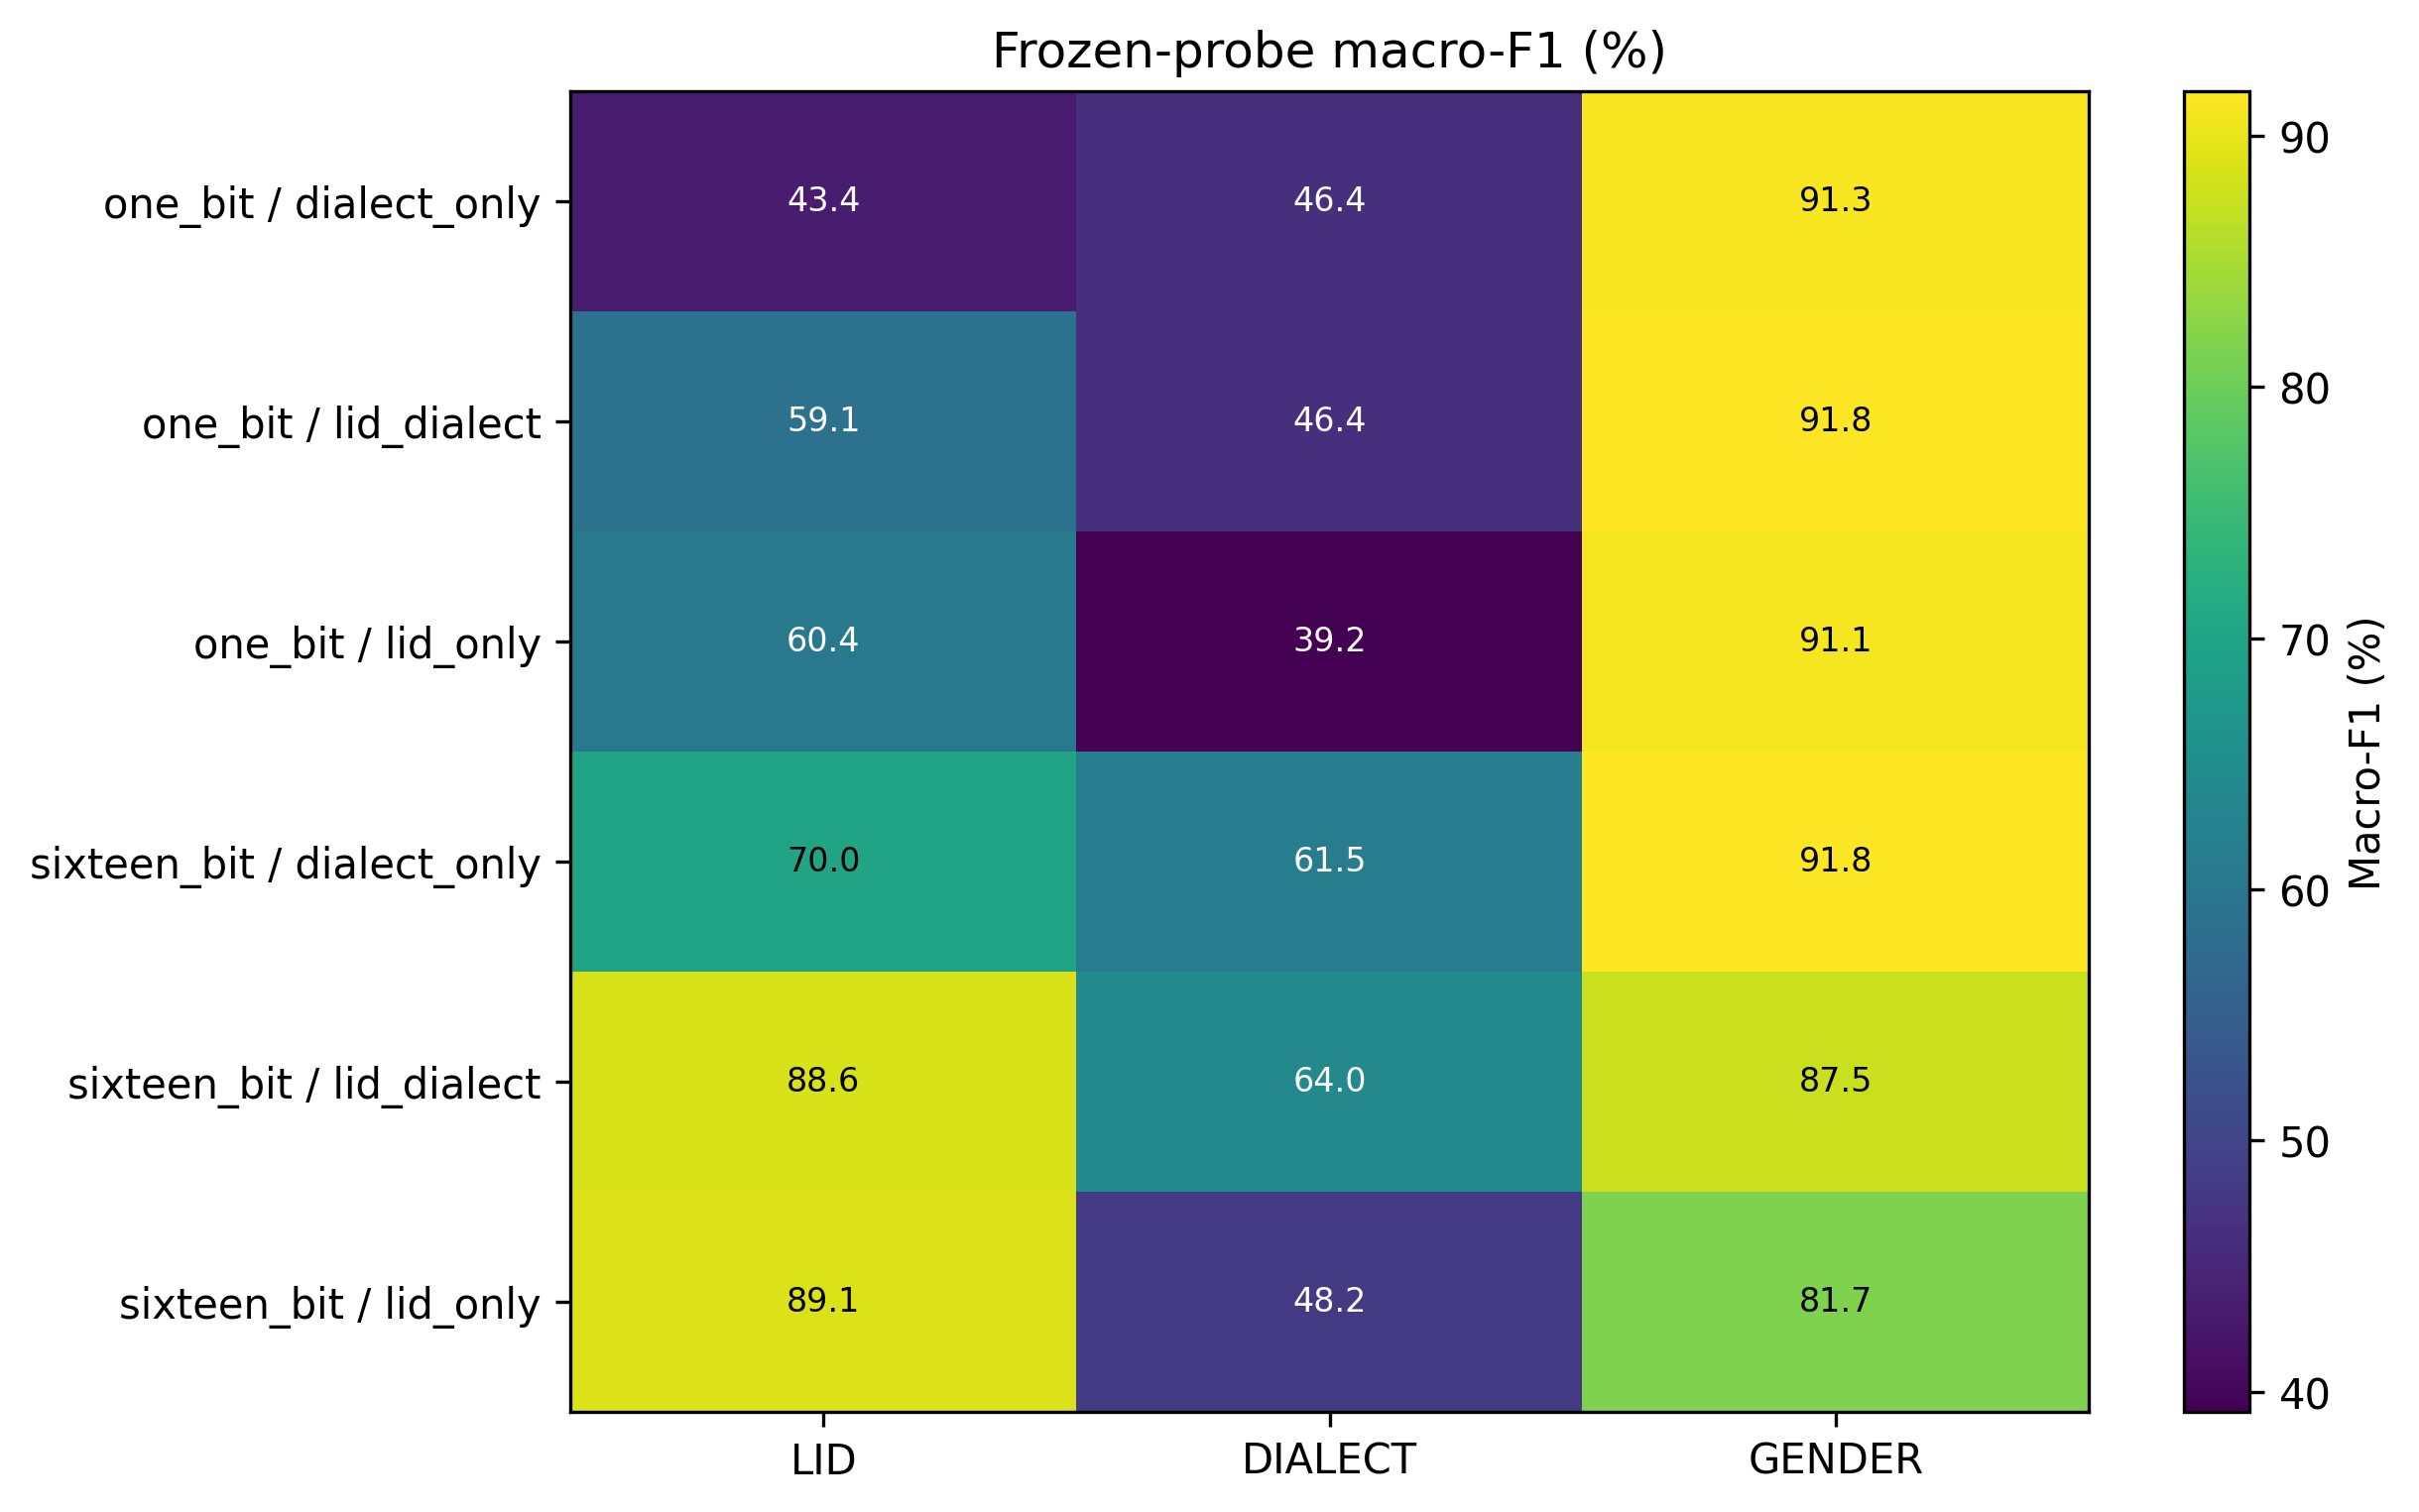 Frozen-probe macro-F1 (%)
one_bit / dialect_only 43.4 46.4 91.3
one_bit / lid_dialect 59.1 46.4 91.8
one_bit / lid_only 60.4 39.2 91.1
sixteen_bit / dialect_only 70.0 61.5 91.8
sixteen_bit / lid_dialect 88.6 64.0 87.5
sixteen_bit / lid_only 89.1 48.2 81.7
LID DIALECT GENDER
90
80
70
60
50
40
Macro-F1 (%)